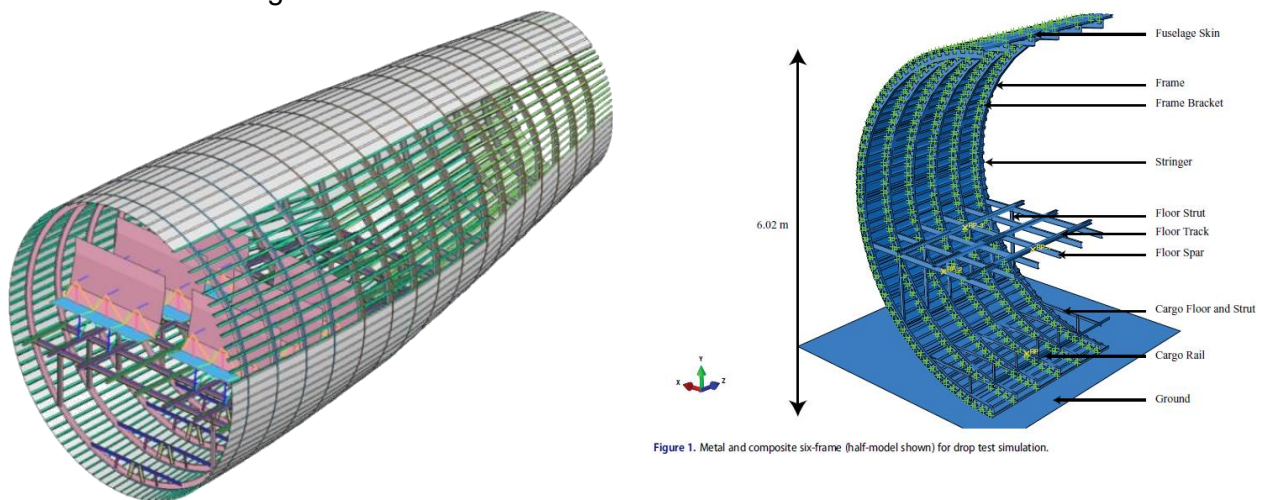 Fuselage Skin
Frame
Frame Bracket
Stringer
6.02 m
Floor Strut
Floor Track
Floor Spar
Cargo Floor and Strut
Cargo Rail
Ground
Y
X
Z
Figure 1. Metal and composite six-frame (half-model shown) for drop test simulation.